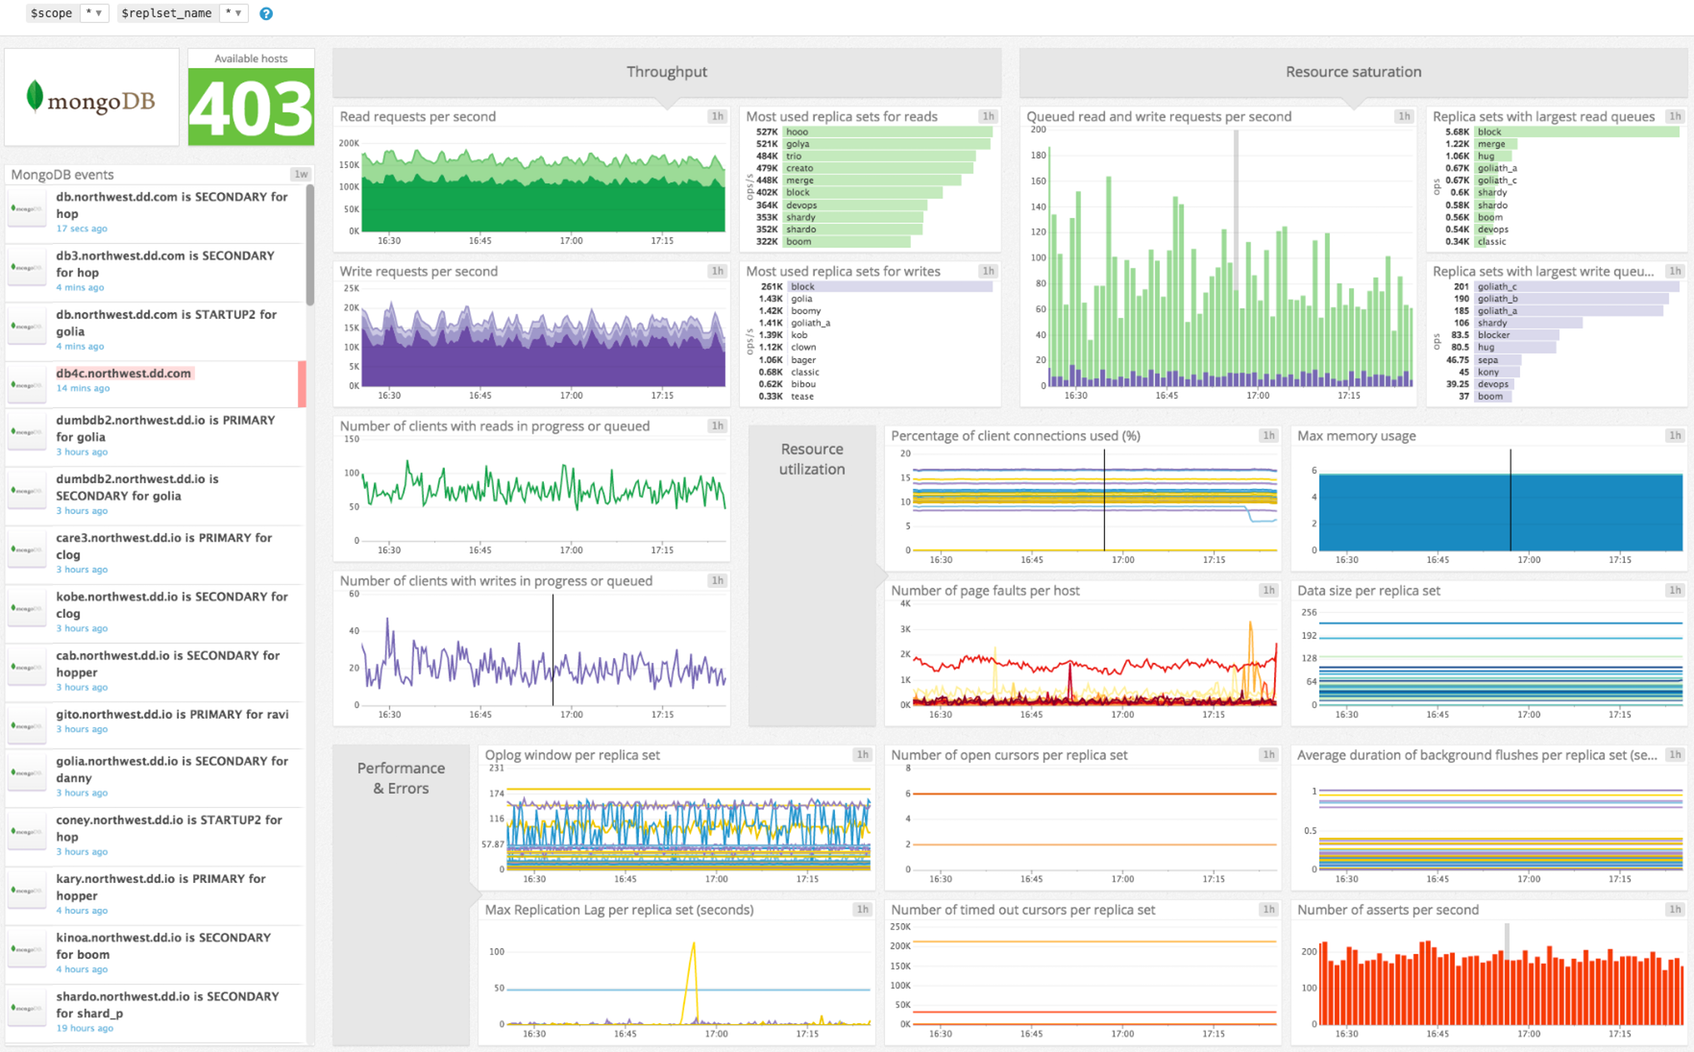 $scope * $replset_name * ?
mongoDB
Available hosts
403
MongoDB events 1w
db.northwest.dd.com is SECONDARY for
hop
17 secs ago
db3.northwest.dd.com is SECONDARY
for hop
4 mins ago
db.northwest.dd.com is STARTUP2 for
golia
4 mins ago
db4c.northwest.dd.com
14 mins ago
dumbdb2.northwest.dd.io is PRIMARY
for golia
3 hours ago
dumbdb2.northwest.dd.io is
SECONDARY for golia
3 hours ago
care3.northwest.dd.io is PRIMARY for
clog
3 hours ago
kobe.northwest.dd.io is SECONDARY for
clog
3 hours ago
cab.northwest.dd.io is SECONDARY for
hopper
3 hours ago
gito.northwest.dd.io is PRIMARY for ravi
3 hours ago
golia.northwest.dd.io is SECONDARY for
danny
3 hours ago
coney.northwest.dd.io is STARTUP2 for
hop
3 hours ago
kary.northwest.dd.io is PRIMARY for
hopper
4 hours ago
kinoa.northwest.dd.io is SECONDARY
for boom
4 hours ago
shardo.northwest.dd.io is SECONDARY
for shard_p
19 hours ago
Throughput
Read requests per second 1h
200K
150K
100K
50K
0K
16:30 16:45 17:00 17:15
Most used replica sets for reads 1h
ops/s
527K hooo
521K golya
484K trio
479K creato
448K merge
402K block
364K devops
353K shardy
352K shardo
322K boom
Write requests per second 1h
25K
20K
15K
10K
5K
0K
16:30 16:45 17:00 17:15
Most used replica sets for writes 1h
ops/s
261K block
1.43K golia
1.42K boomy
1.41K goliath_a
1.39K kob
1.12K clown
1.06K bager
0.68K classic
0.62K bibou
0.33K tease
Number of clients with reads in progress or queued 1h
150
100
50
0
16:30 16:45 17:00 17:15
Number of clients with writes in progress or queued 1h
60
40
20
0
16:30 16:45 17:00 17:15
Resource saturation
Queued read and write requests per second 1h
200
180
160
140
120
100
80
60
40
20
0
16:30 16:45 17:00 17:15
Replica sets with largest read queues 1h
ops
5.68K block
1.22K merge
1.06K hug
0.67K goliath_a
0.67K goliath_c
0.6K shardy
0.58K shardo
0.56K boom
0.54K devops
0.34K classic
Replica sets with largest write queu... 1h
ops
201 goliath_c
190 goliath_b
185 goliath_a
106 shardy
83.5 blocker
80.5 hug
46.75 sepa
45 kony
39.25 devops
37 boom
Resource
utilization
Percentage of client connections used (%) 1h
20
15
10
5
0
16:30 16:45 17:00 17:15
Max memory usage 1h
6
4
2
0
16:30 16:45 17:00 17:15
Number of page faults per host 1h
4K
3K
2K
1K
0K
16:30 16:45 17:00 17:15
Data size per replica set 1h
256
192
128
64
0
16:30 16:45 17:00 17:15
Performance
& Errors
Oplog window per replica set 1h
231
174
116
57.87
0
16:30 16:45 17:00 17:15
Number of open cursors per replica set 1h
8
6
4
2
0
16:30 16:45 17:00 17:15
Average duration of background flushes per replica set (se... 1h
1
0.5
0
16:30 16:45 17:00 17:15
Max Replication Lag per replica set (seconds) 1h
100
50
0
16:30 16:45 17:00 17:15
Number of timed out cursors per replica set 1h
250K
200K
150K
100K
50K
0K
16:30 16:45 17:00 17:15
Number of asserts per second 1h
200
100
0
16:30 16:45 17:00 17:15